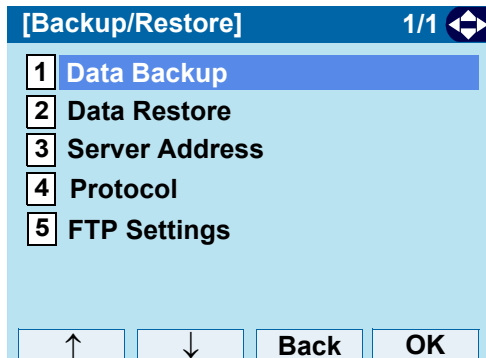 [Backup/Restore] 1/1
1 Data Backup
2 Data Restore
3 Server Address
4 Protocol
5 FTP Settings
↑ ↓ Back OK